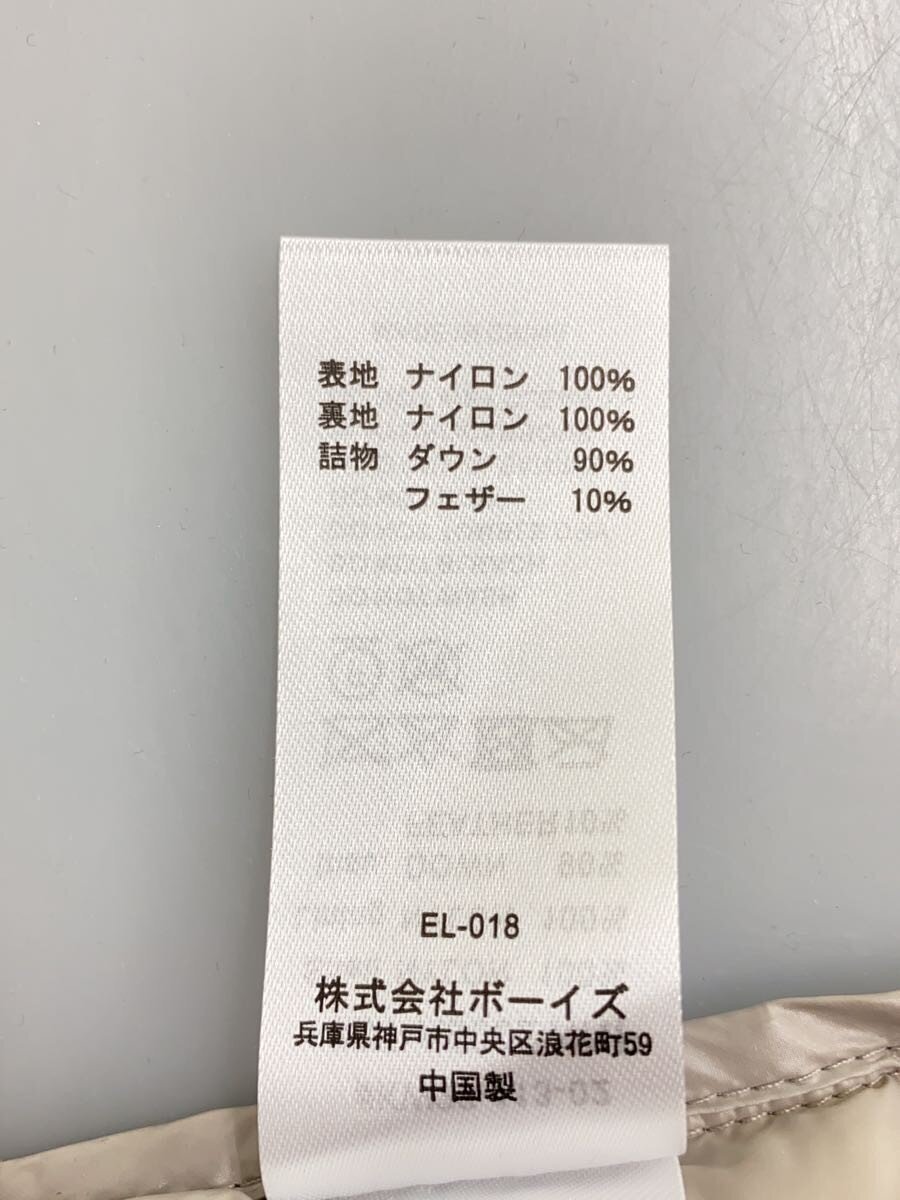 表地 ナイロン 100%
裏地 ナイロン 100%
詰物 ダウン 90%
フェザー 10%
EL-018
株式会社ボーイズ
兵庫県神戸市中央区浪花町59
中国製